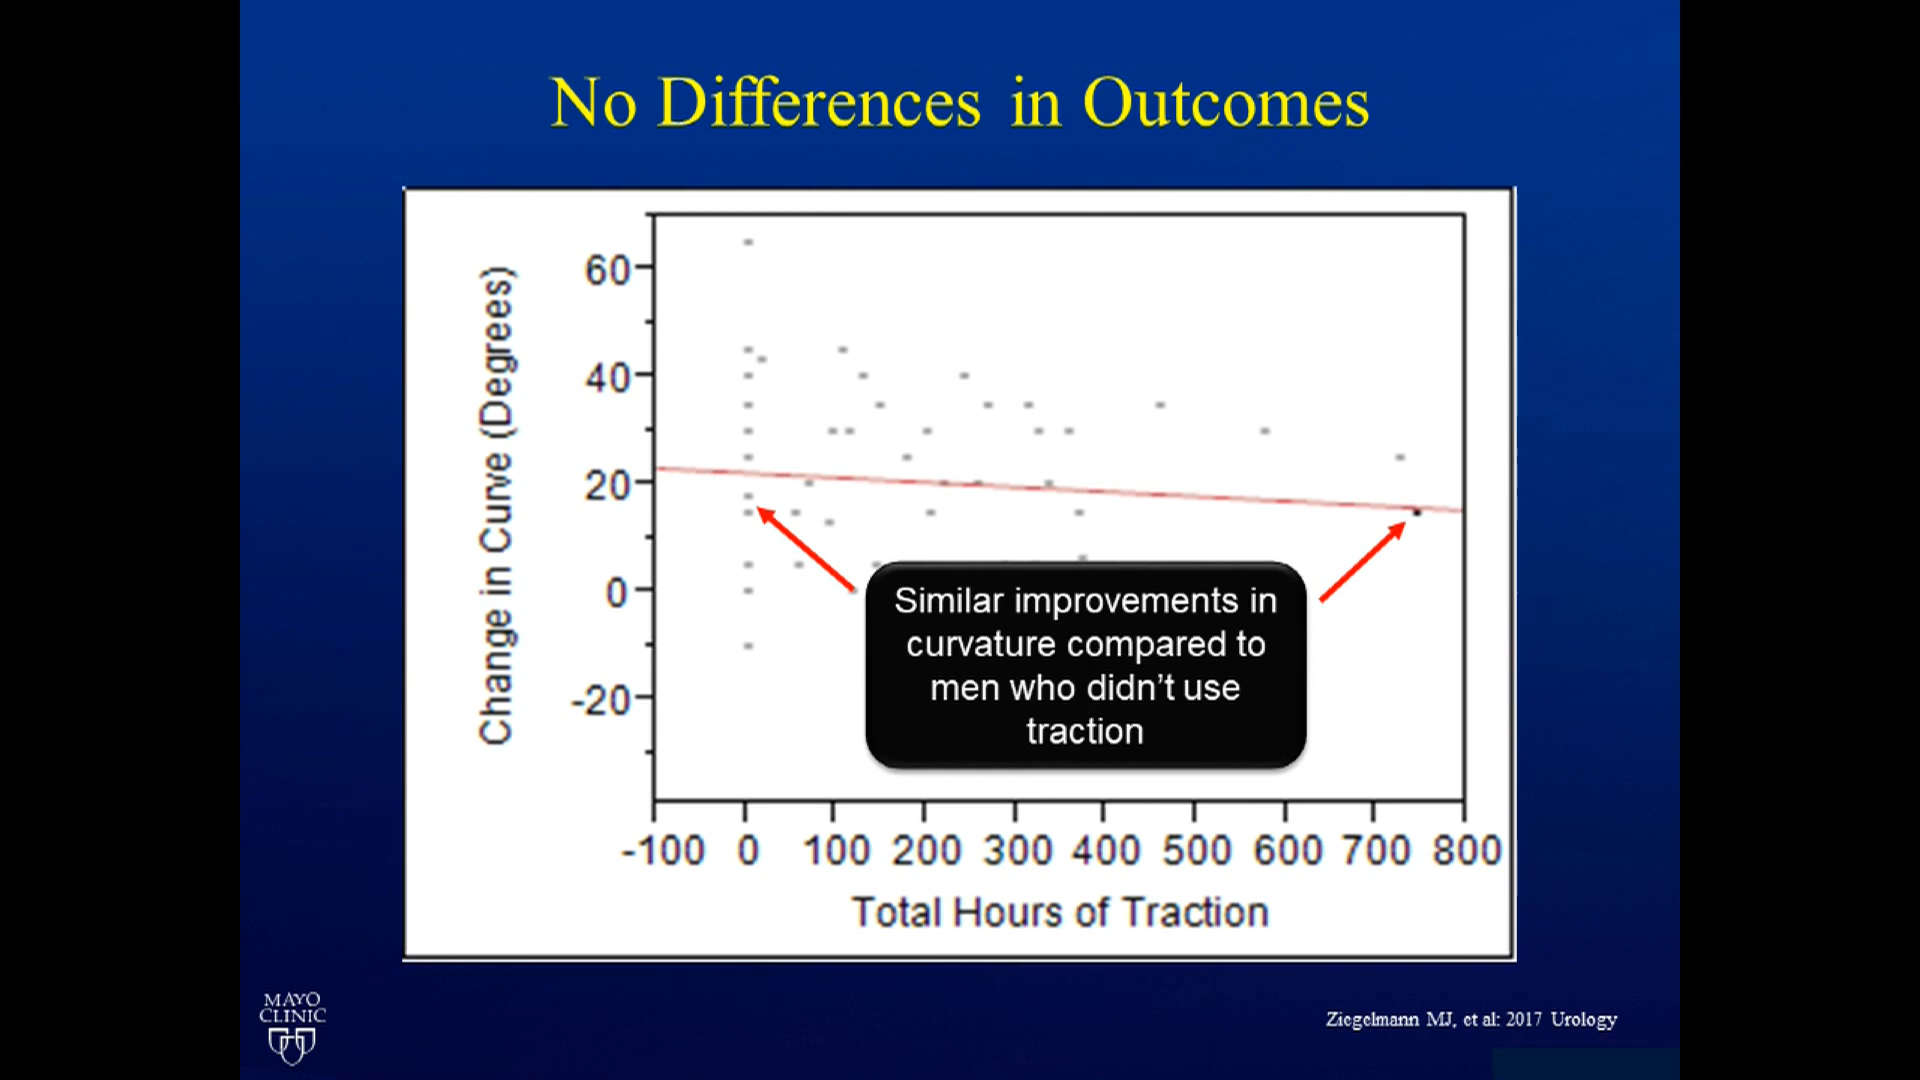 No Differences in Outcomes
Change in Curve (Degrees)
60
40
20
0
-20
Similar improvements in
curvature compared to
men who didn't use
traction
-100 0 100 200 300 400 500 600 700 800
Total Hours of Traction
MAYO
CLINIC
Ziegelmann MJ, et al: 2017 Urology